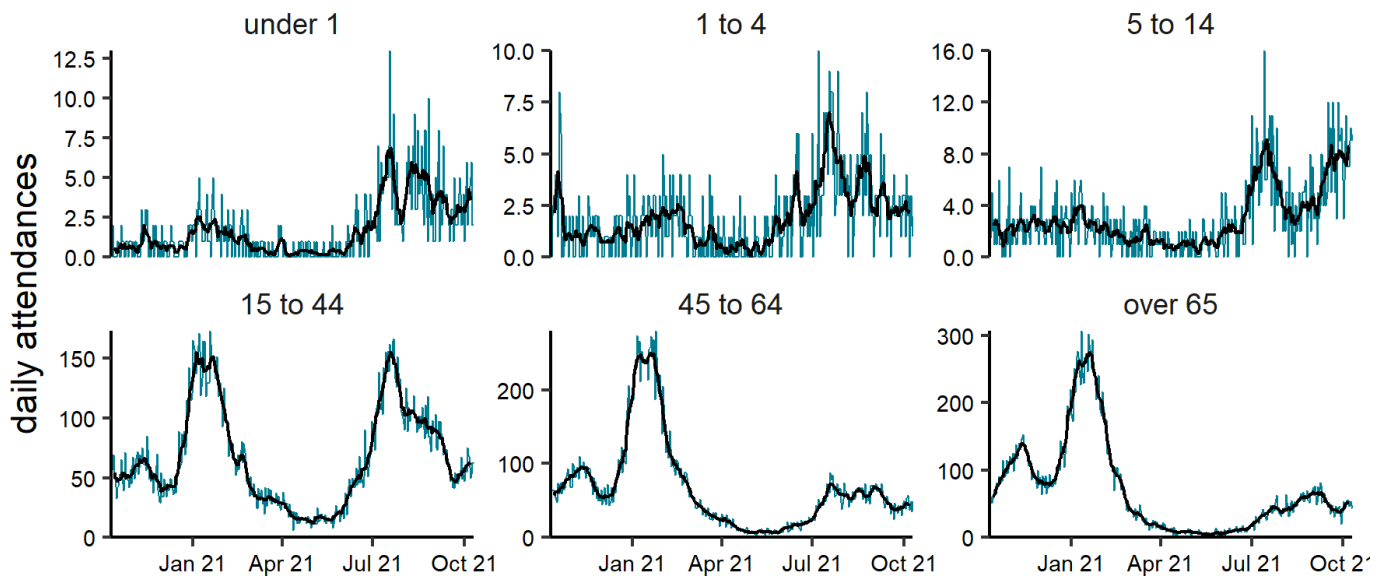 under 1
1 to 4
5 to 14
12.5
10.0
7.5
5.0
2.5
0.0
10.0
7.5
5.0
2.5
0.0
16.0
12.0
8.0
4.0
0.0
daily attendances
15 to 44
45 to 64
over 65
150
100
50
0
200
100
0
300
200
100
0
Jan 21 Apr 21 Jul 21 Oct 21
Jan 21 Apr 21 Jul 21 Oct 21
Jan 21 Apr 21 Jul 21 Oct 21